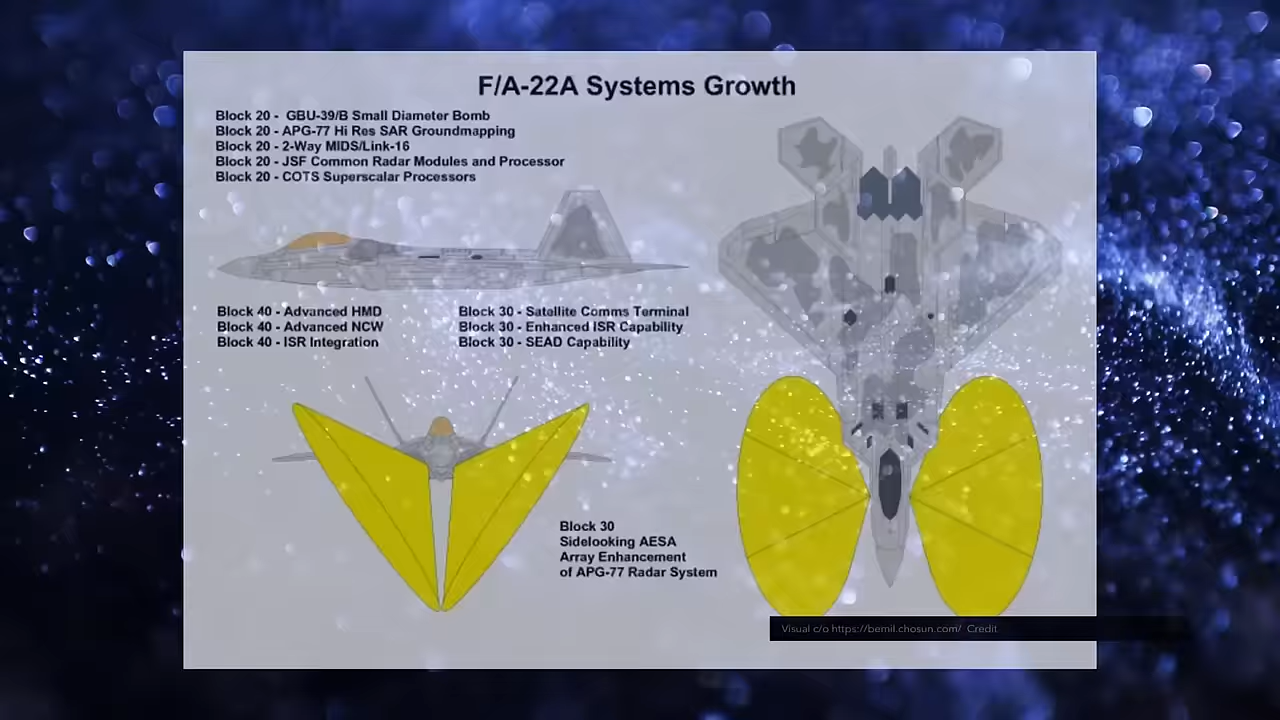 F/A-22A Systems Growth
Block 20 - GBU-39/B Small Diameter Bomb
Block 20 - APG-77 Hi Res SAR Groundmapping
Block 20 - 2-Way MIDS/Link-16
Block 20 - JSF Common Radar Modules and Processor
Block 20 - COTS Superscalar Processors
Block 40 - Advanced HMD
Block 40 - Advanced NCW
Block 40 - ISR Integration
Block 30 - Satellite Comms Terminal
Block 30 - Enhanced ISR Capability
Block 30 - SEAD Capability
Block 30
Sidelooking AESA
Array Enhancement
of APG-77 Radar System
Visual c/o https://bemil.chosun.com/ Credit